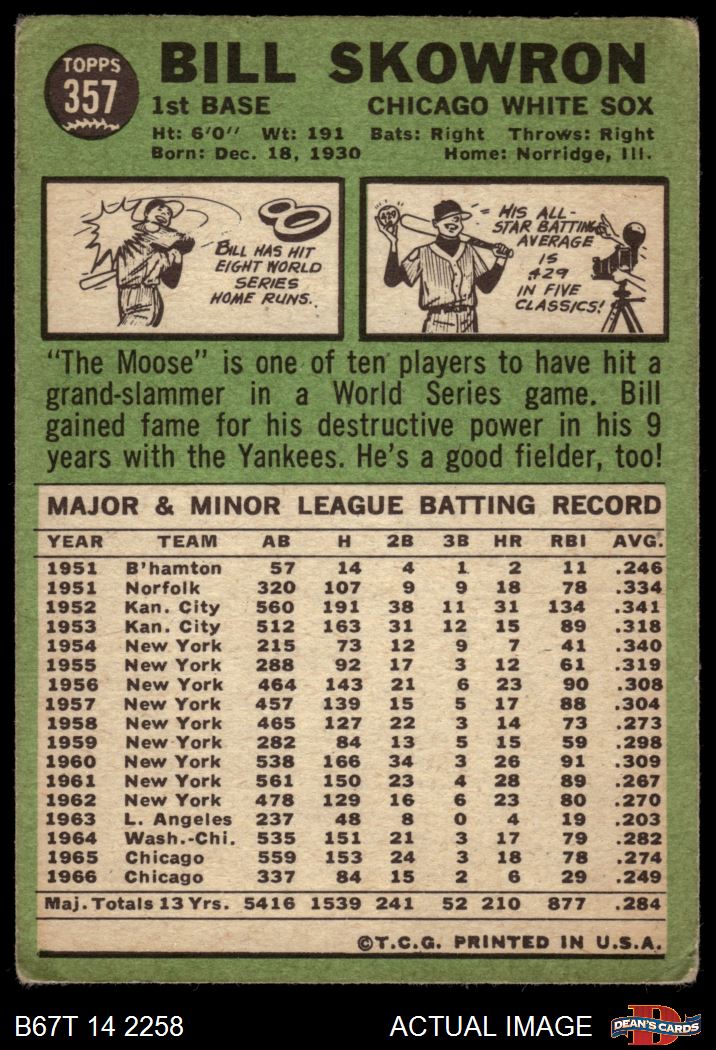 TOPPS
357
BILL SKOWRON
1st BASE CHICAGO WHITE SOX
Ht: 6'0" Wt: 191 Bats: Right Throws: Right
Born: Dec. 18, 1930 Home: Norridge, Ill.
BILL HAS HIT
EIGHT WORLD
SERIES
HOME RUNS.
.429
HIS ALL-
STAR BATTING
AVERAGE
IS
.429
IN FIVE
CLASSICS!
"The Moose" is one of ten players to have hit a
grand-slammer in a World Series game. Bill
gained fame for his destructive power in his 9
years with the Yankees. He's a good fielder, too!
MAJOR & MINOR LEAGUE BATTING RECORD
YEAR TEAM AB H 2B 3B HR RBI AVG.
1951 B'hamton 57 14 4 1 2 11 .246
1951 Norfolk 320 107 9 9 18 78 .334
1952 Kan. City 560 191 38 11 31 134 .341
1953 Kan. City 512 163 31 12 15 89 .318
1954 New York 215 73 12 9 7 41 .340
1955 New York 288 92 17 3 12 61 .319
1956 New York 464 143 21 6 23 90 .308
1957 New York 457 139 15 5 17 88 .304
1958 New York 465 127 22 3 14 73 .273
1959 New York 282 84 13 5 15 59 .298
1960 New York 538 166 34 3 26 91 .309
1961 New York 561 150 23 4 28 89 .267
1962 New York 478 129 16 6 23 80 .270
1963 L. Angeles 237 48 8 0 4 19 .203
1964 Wash.-Chi. 535 151 21 3 17 79 .282
1965 Chicago 559 153 24 3 18 78 .274
1966 Chicago 337 84 15 2 6 29 .249
Maj. Totals 13 Yrs. 5416 1539 241 52 210 877 .284
©T.C.G. PRINTED IN U.S.A.
B67T 14 2258 ACTUAL IMAGE
D
DEAN'S CARDS